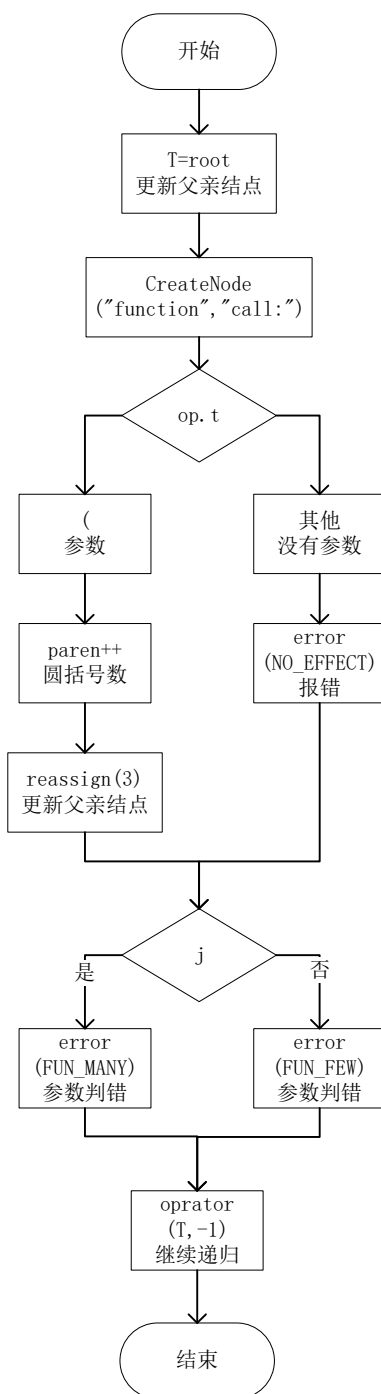 开始
T=root
更新父亲结点
CreateNode
("function","call:")
op.t
(
参数
其他
没有参数
paren++
圆括号数
error
(NO_EFFECT)
报错
reassign(3)
更新父亲结点
j
是
否
error
(FUN_MANY)
参数判错
error
(FUN_FEW)
参数判错
oprator
(T,-1)
继续递归
结束